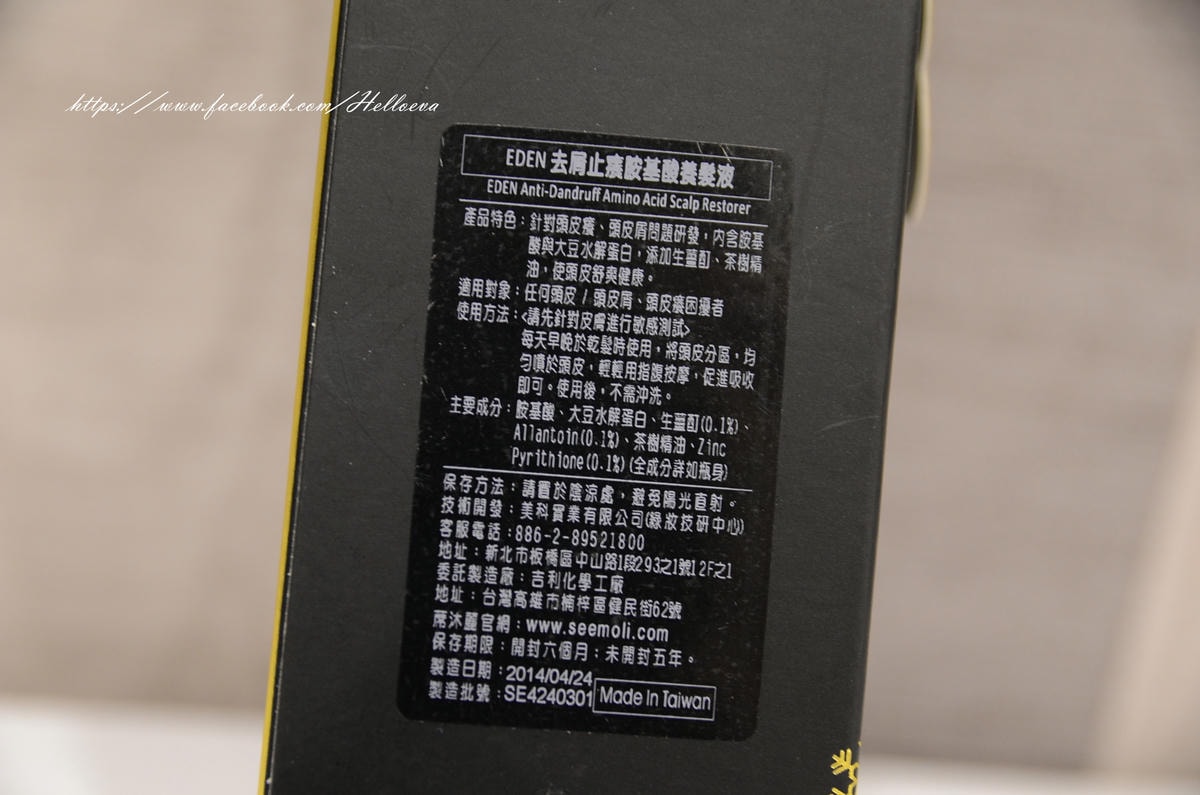 https://www.facebook.com/Helloeva
EDEN 去屑止癢胺基酸養髮液
EDEN Anti-Dandruff Amino Acid Scalp Restorer
產品特色：針對頭皮癢、頭皮屑問題研發，內含胺基
酸與大豆水解蛋白，添加生薑酊、茶樹精
油，使頭皮舒爽健康。
適用對象：任何頭皮 / 頭皮屑、頭皮癢困擾者
使用方法：<請先針對皮膚進行敏感測試>
每天早晚於乾髮時使用，將頭皮分區，均
勻噴於頭皮，輕輕用指腹按摩，促進吸收
即可。使用後，不需沖洗。
主要成分：胺基酸、大豆水解蛋白、生薑酊(0.1%)、
Allantoin(0.1%)、茶樹精油、Zinc
Pyrithione(0.1%)(全成分詳如瓶身)
保存方法：請置於陰涼處，避免陽光直射。
技術開發：美科實業有限公司(綠妝技研中心)
客服電話：886-2-89521800
地址：新北市板橋區中山路1段293之1號12F之1
委託製造廠：吉利化學工廠
地址：台灣高雄市楠梓區健民街62號
蓆沐麗官網：www.seemoli.com
保存期限：開封六個月；未開封五年。
製造日期：2014/04/24
製造批號：SE4240301 Made In Taiwan